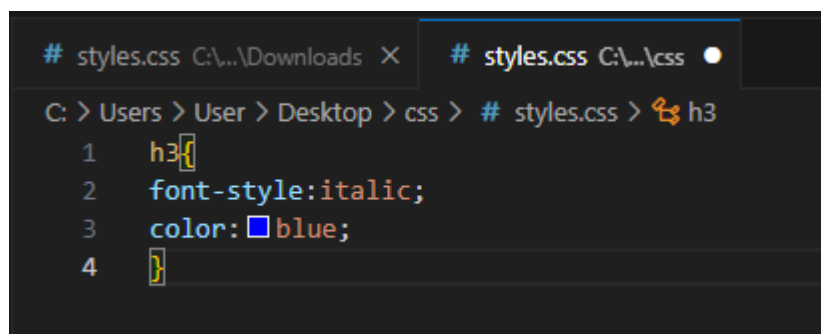 # styles.css C:\...\Downloads × # styles.css C:\...\css ●
C: > Users > User > Desktop > css > # styles.css > h3
1 h3{
2 font-style:italic;
3 color: blue;
4 }